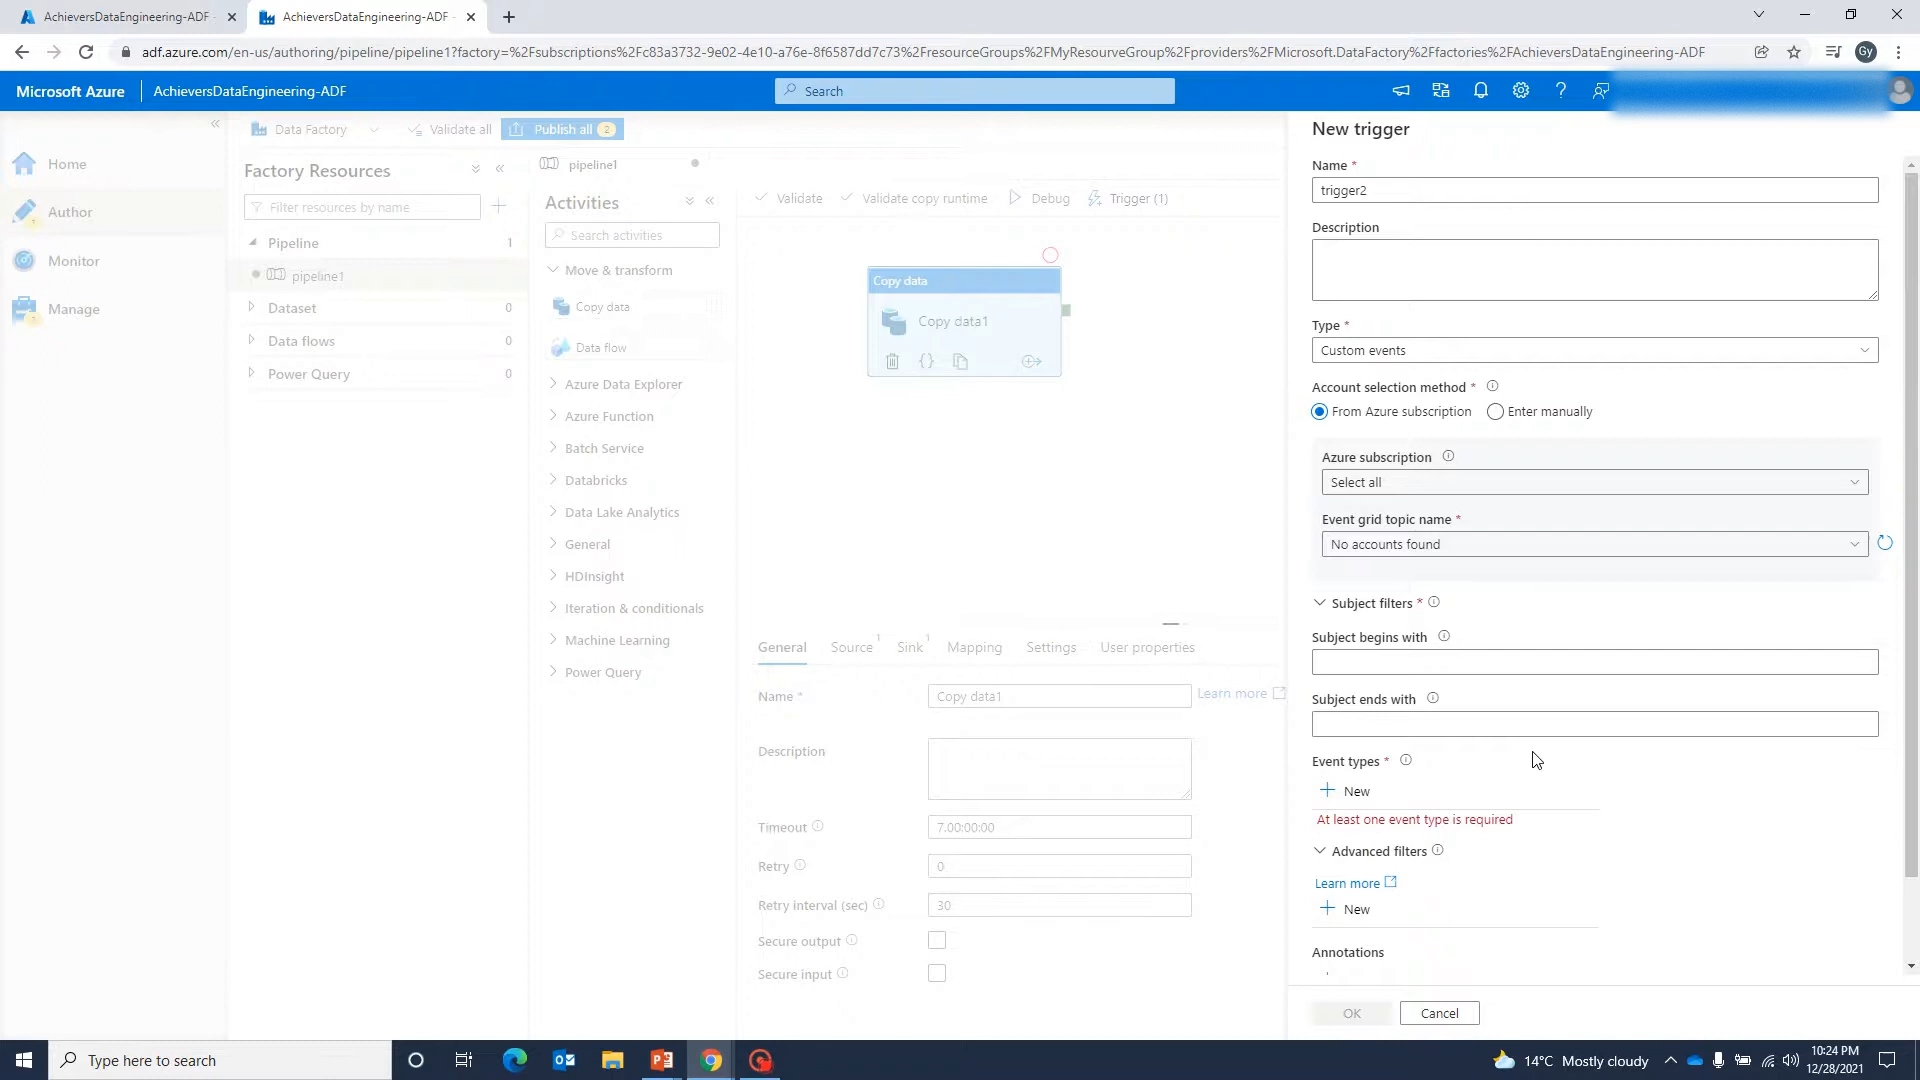 AchieversDataEngineering-ADF
AchieversDataEngineering-ADF
adf.azure.com/en-us/authoring/pipeline/pipeline1?factory=%2Fsubscriptions%2Fc83a3732-9e02-4e10-a76e-8f6587dd7c73%2FresourceGroups%2FMyResourveGroup%2Fproviders%2FMicrosoft.DataFactory%2Ffactories%2FAchieversDataEngineering-ADF
Gy
Microsoft Azure
AchieversDataEngineering-ADF
Search
Home
Author
Monitor
Manage
Data Factory
Validate all
Publish all 2
Factory Resources
Filter resources by name
Pipeline 1
pipeline1
Dataset 0
Data flows 0
Power Query 0
pipeline1
Activities
Search activities
Move & transform
Copy data
Data flow
Azure Data Explorer
Azure Function
Batch Service
Databricks
Data Lake Analytics
General
HDInsight
Iteration & conditionals
Machine Learning
Power Query
Validate
Validate copy runtime
Debug
Trigger (1)
Copy data
Copy data1
General
Source 1
Sink 1
Mapping
Settings
User properties
Name *
Copy data1
Learn more
Description
Timeout
7.00:00:00
Retry
0
Retry interval (sec)
30
Secure output
Secure input
New trigger
Name *
trigger2
Description
Type *
Custom events
Account selection method *
From Azure subscription
Enter manually
Azure subscription
Select all
Event grid topic name *
No accounts found
Subject filters *
Subject begins with
Subject ends with
Event types *
New
At least one event type is required
Advanced filters
Learn more
New
Annotations
OK
Cancel
Type here to search
14°C Mostly cloudy
10:24 PM
12/28/2021